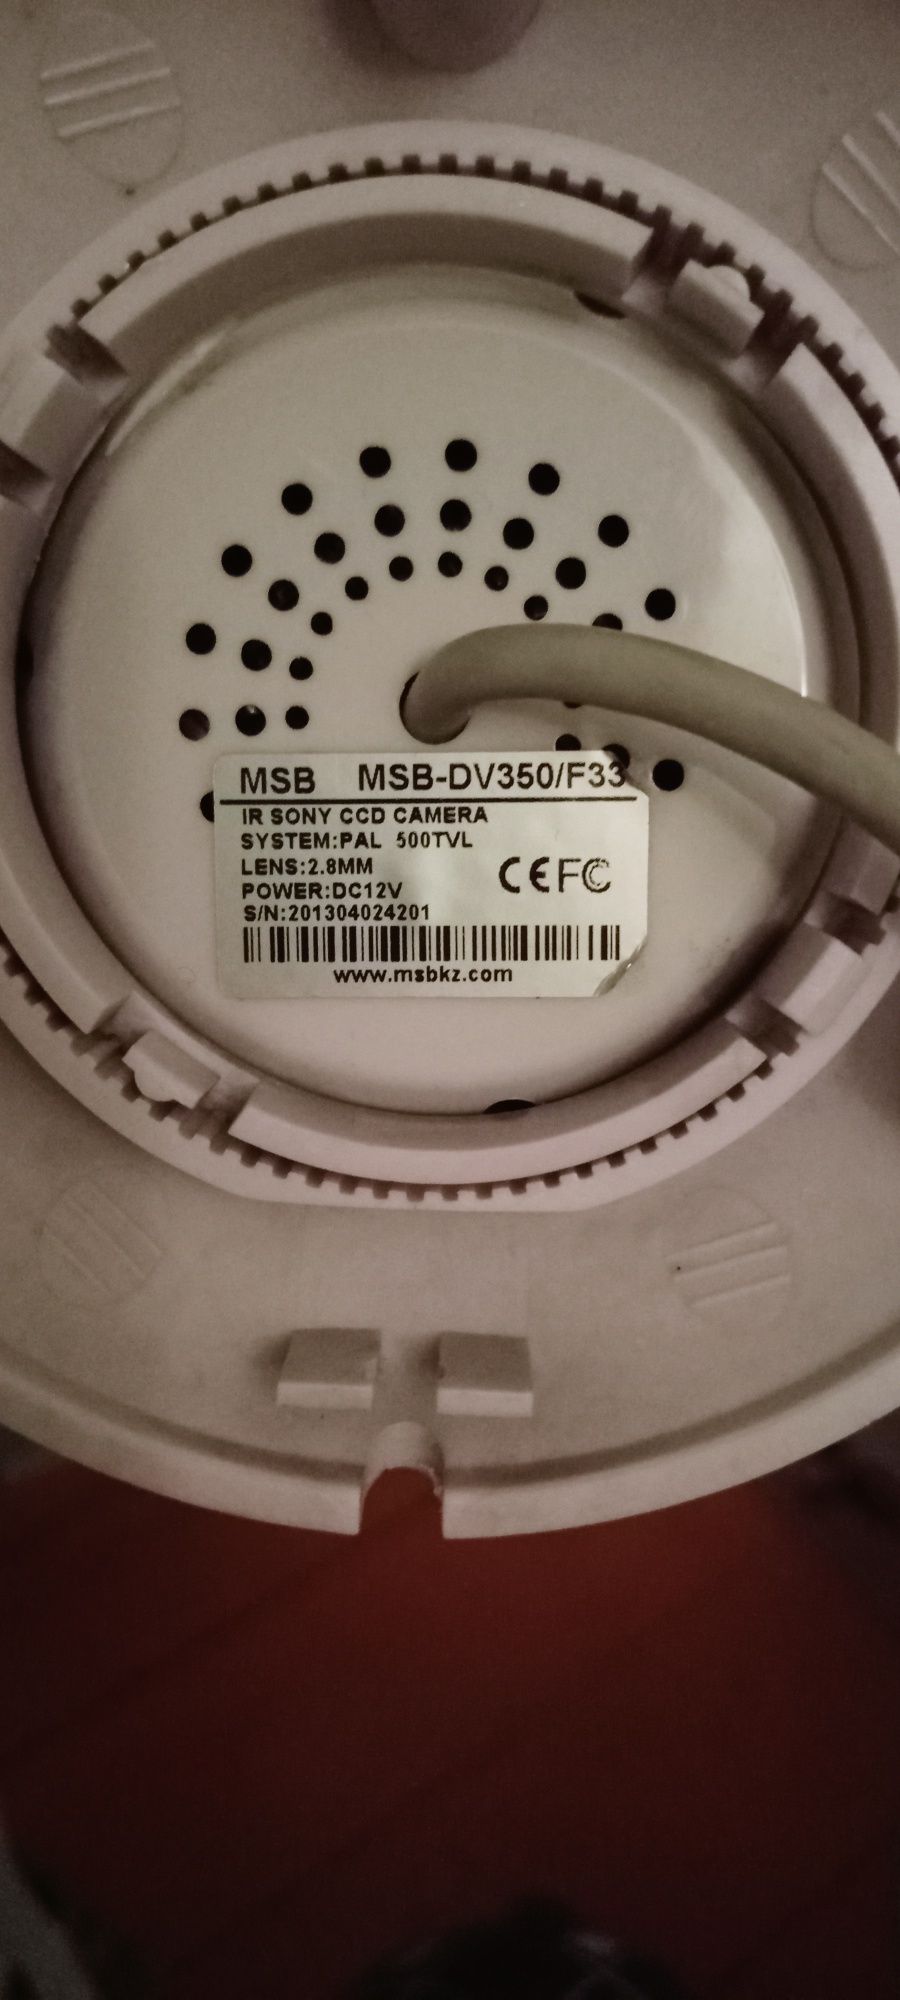 MSB MSB-DV350/F33
IR SONY CCD CAMERA
SYSTEM:PAL 500TVL
LENS:2.8MM
CE FC
POWER:DC12V
S/N:201304024201
www.msbkz.com